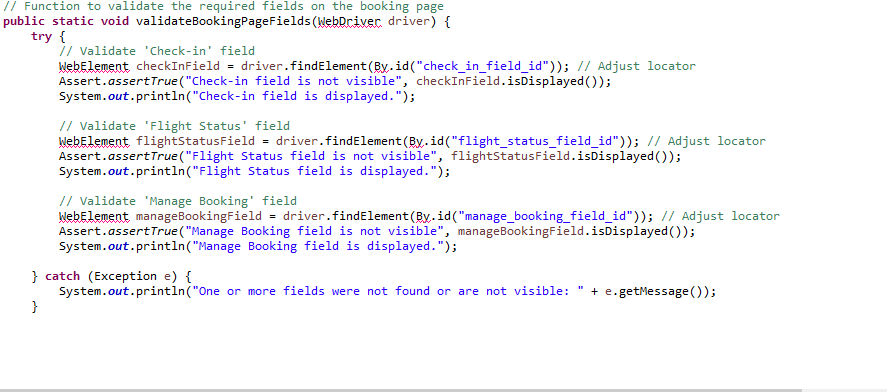 // Function to validate the required fields on the booking page
public static void validateBookingPageFields(WebDriver driver) {
    try {
        // Validate 'Check-in' field
        WebElement checkInField = driver.findElement(By.id("check_in_field_id")); // Adjust locator
        Assert.assertTrue("Check-in field is not visible", checkInField.isDisplayed());
        System.out.println("Check-in field is displayed.");

        // Validate 'Flight Status' field
        WebElement flightStatusField = driver.findElement(By.id("flight_status_field_id")); // Adjust locator
        Assert.assertTrue("Flight Status field is not visible", flightStatusField.isDisplayed());
        System.out.println("Flight Status field is displayed.");

        // Validate 'Manage Booking' field
        WebElement manageBookingField = driver.findElement(By.id("manage_booking_field_id")); // Adjust locator
        Assert.assertTrue("Manage Booking field is not visible", manageBookingField.isDisplayed());
        System.out.println("Manage Booking field is displayed.");

    } catch (Exception e) {
        System.out.println("One or more fields were not found or are not visible: " + e.getMessage());
    }